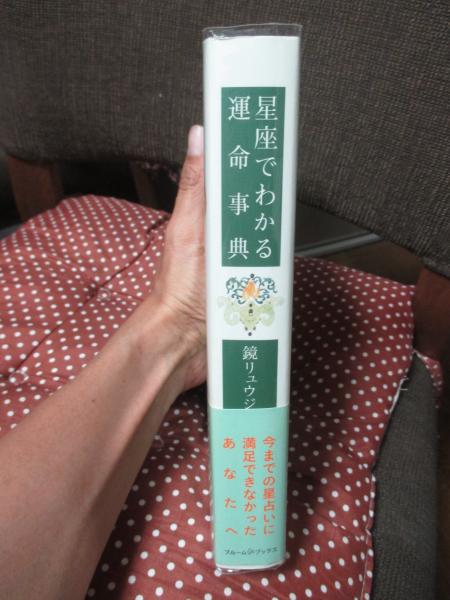 星座でわかる
運命事典
鏡リュウジ
今までの星占いに
満足できなかった
あなたへ
ブルーム ブックス